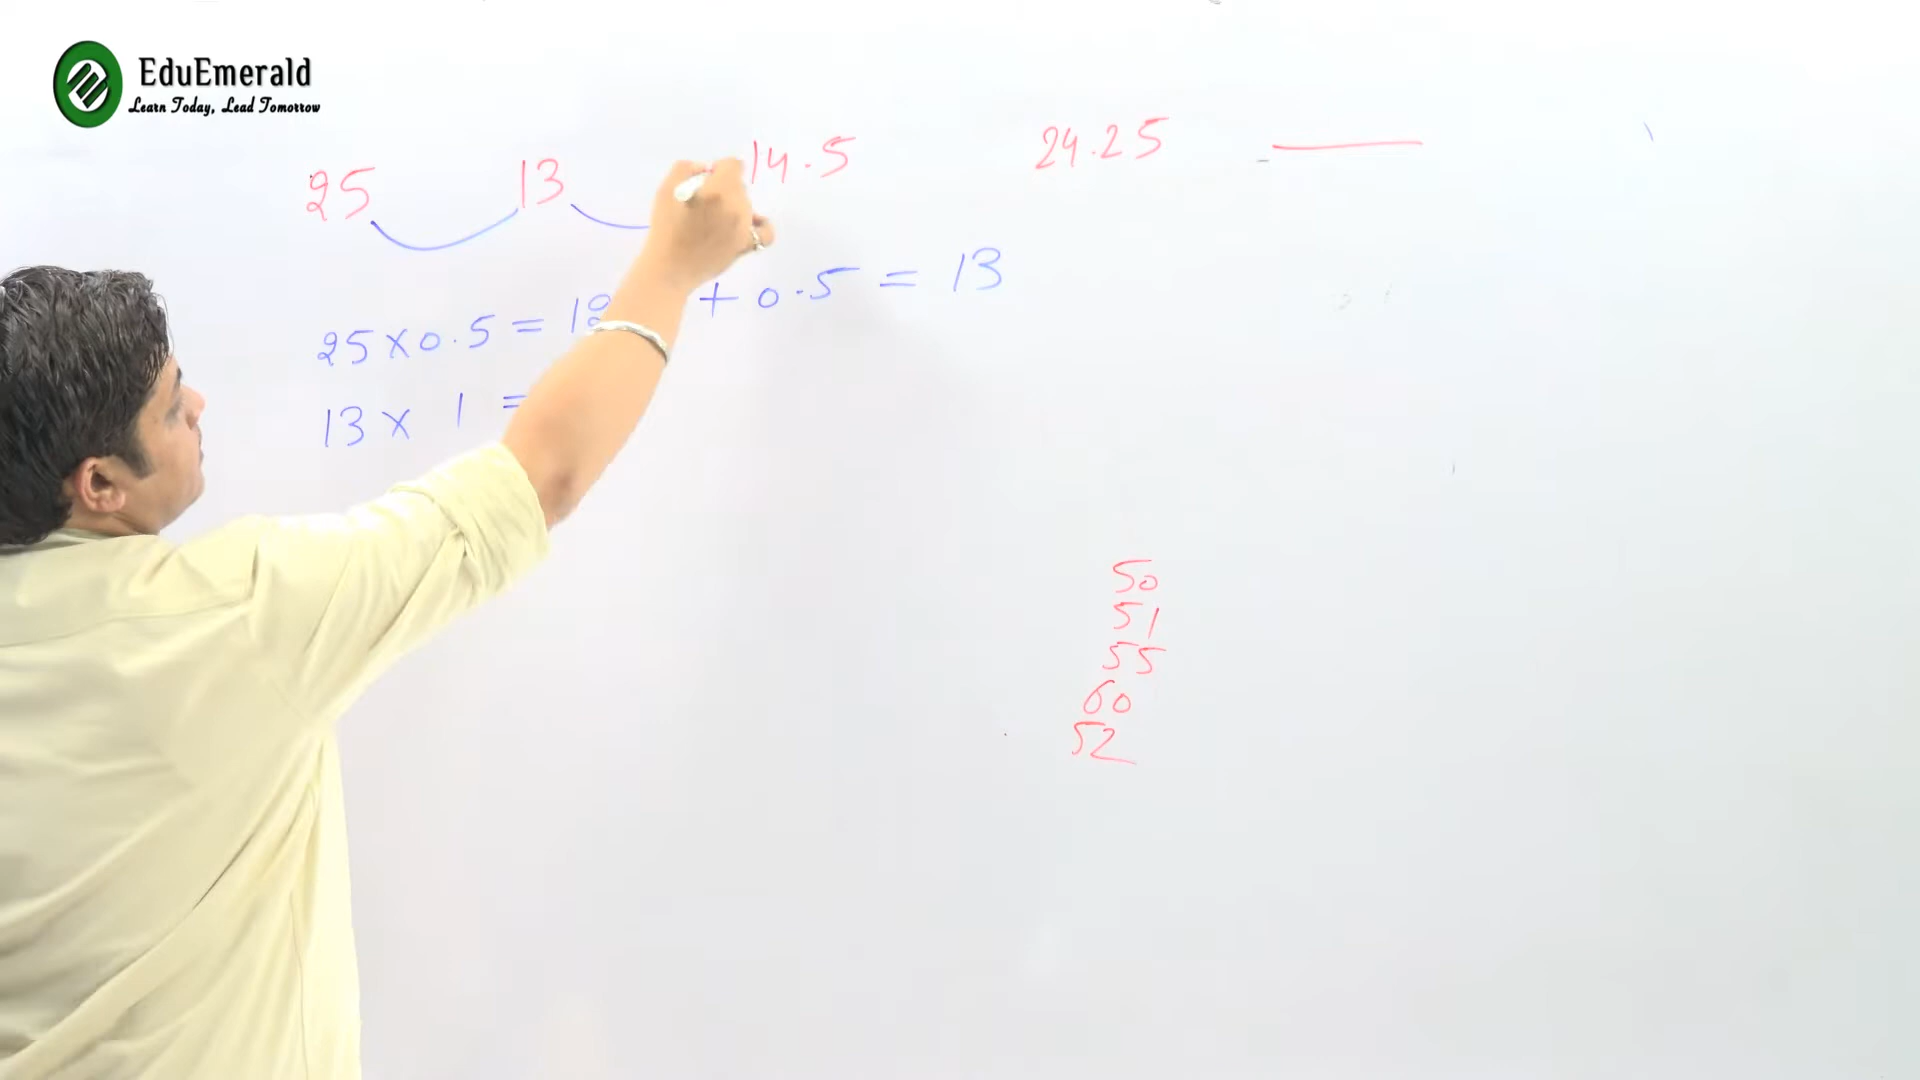 EduEmerald
Learn Today, Lead Tomorrow
25 13 14.5 24.25
25 × 0.5 = + 0.5 = 13
13 × 1 =
50
51
55
60
52